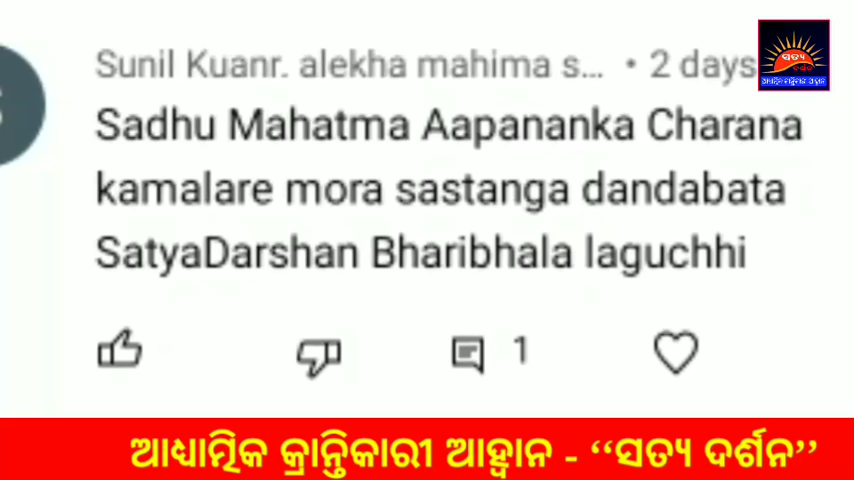 Sunil Kuanr. alekha mahima s... • 2 days
ସତ୍ୟ
Sadhu Mahatma Aapananka Charana
kamalare mora sastanga dandabata
SatyaDarshan Bharibhala laguchhi
1
ଆଧ୍ୟାତ୍ମିକ କ୍ରାନ୍ତିକାରୀ ଆହ୍ୱାନ - “ସତ୍ୟ ଦର୍ଶନ”